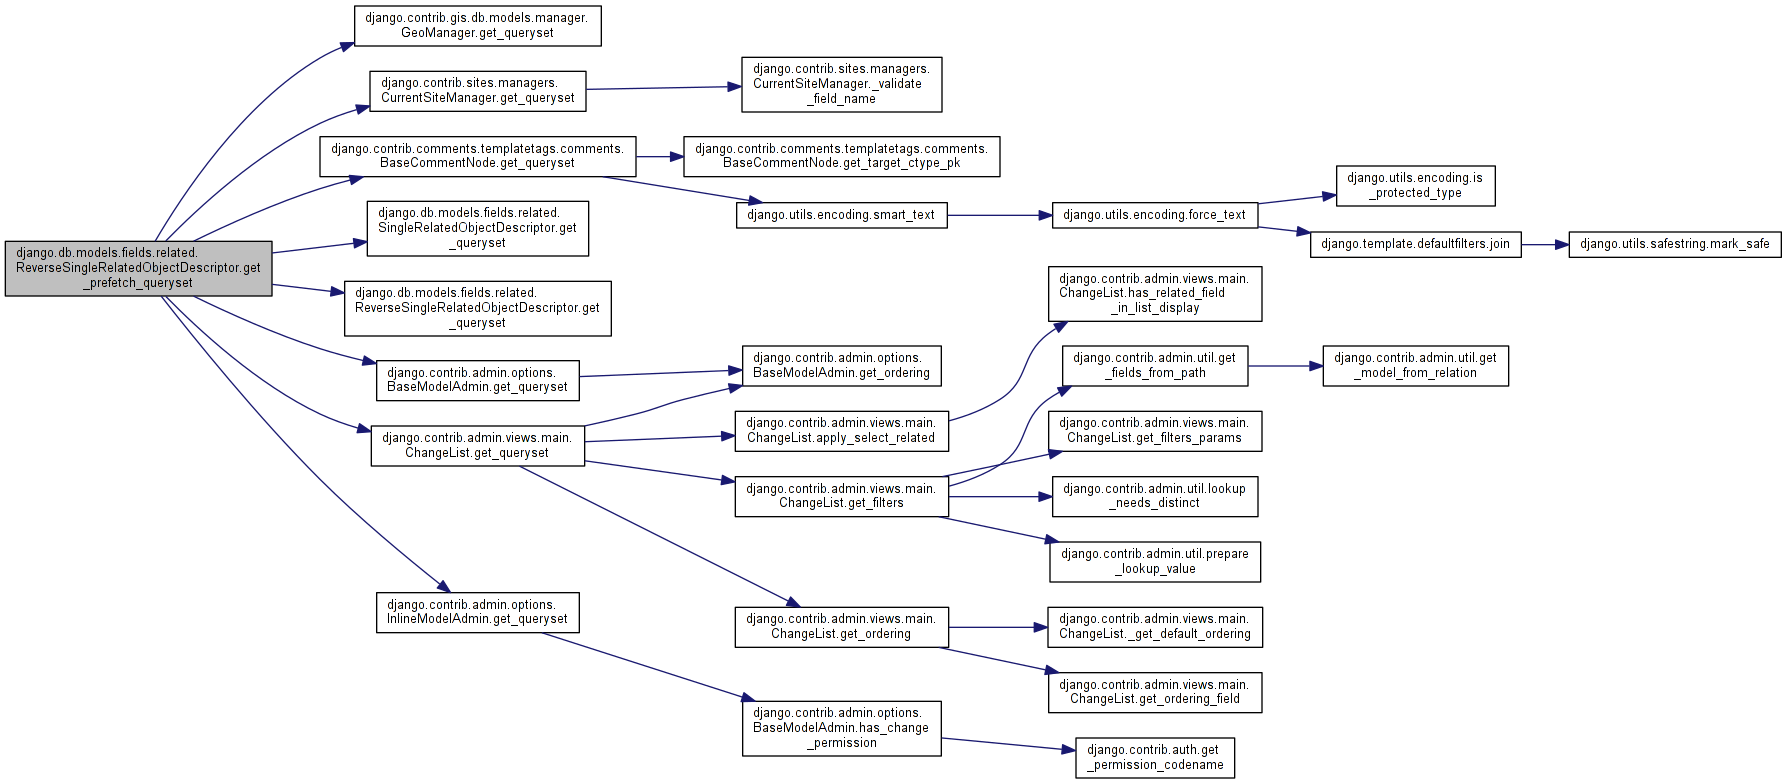 django.contrib.gis.db.models.manager.
GeoManager.get_queryset
django.contrib.sites.managers.
CurrentSiteManager.get_queryset
django.contrib.sites.managers.
CurrentSiteManager._validate
_field_name
django.contrib.comments.templatetags.comments.
BaseCommentNode.get_queryset
django.contrib.comments.templatetags.comments.
BaseCommentNode.get_target_ctype_pk
django.utils.encoding.is
_protected_type
django.db.models.fields.related.
SingleRelatedObjectDescriptor.get
_queryset
django.utils.encoding.smart_text
django.utils.encoding.force_text
django.template.defaultfilters.join
django.utils.safestring.mark_safe
django.db.models.fields.related.
ReverseSingleRelatedObjectDescriptor.get
_prefetch_queryset
django.db.models.fields.related.
ReverseSingleRelatedObjectDescriptor.get
_queryset
django.contrib.admin.views.main.
ChangeList.has_related_field
_in_list_display
django.contrib.admin.options.
BaseModelAdmin.get_queryset
django.contrib.admin.options.
BaseModelAdmin.get_ordering
django.contrib.admin.util.get
_fields_from_path
django.contrib.admin.util.get
_model_from_relation
django.contrib.admin.views.main.
ChangeList.get_queryset
django.contrib.admin.views.main.
ChangeList.apply_select_related
django.contrib.admin.views.main.
ChangeList.get_filters_params
django.contrib.admin.views.main.
ChangeList.get_filters
django.contrib.admin.util.lookup
_needs_distinct
django.contrib.admin.util.prepare
_lookup_value
django.contrib.admin.options.
InlineModelAdmin.get_queryset
django.contrib.admin.views.main.
ChangeList.get_ordering
django.contrib.admin.views.main.
ChangeList._get_default_ordering
django.contrib.admin.views.main.
ChangeList.get_ordering_field
django.contrib.admin.options.
BaseModelAdmin.has_change
_permission
django.contrib.auth.get
_permission_codename